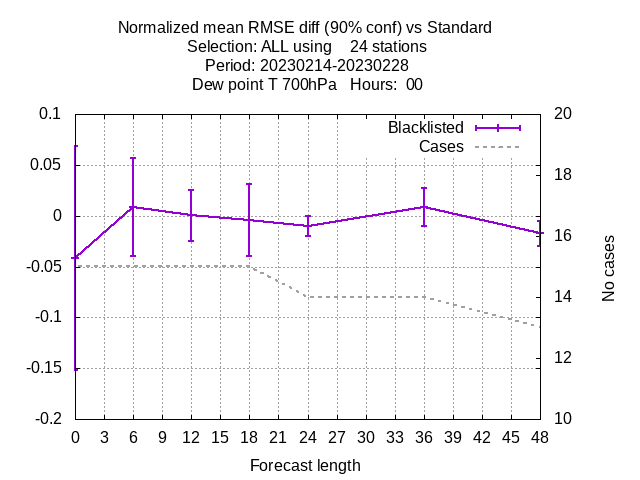 Normalized mean RMSE diff (90% conf) vs Standard
Selection: ALL using    24 stations
Period: 20230214-20230228
Dew point T 700hPa   Hours:  00
0.1
0.05
0
-0.05
-0.1
-0.15
-0.2
20
18
16
14
12
10
Blacklisted
Cases
No cases
0 3 6 9 12 15 18 21 24 27 30 33 36 39 42 45 48
Forecast length